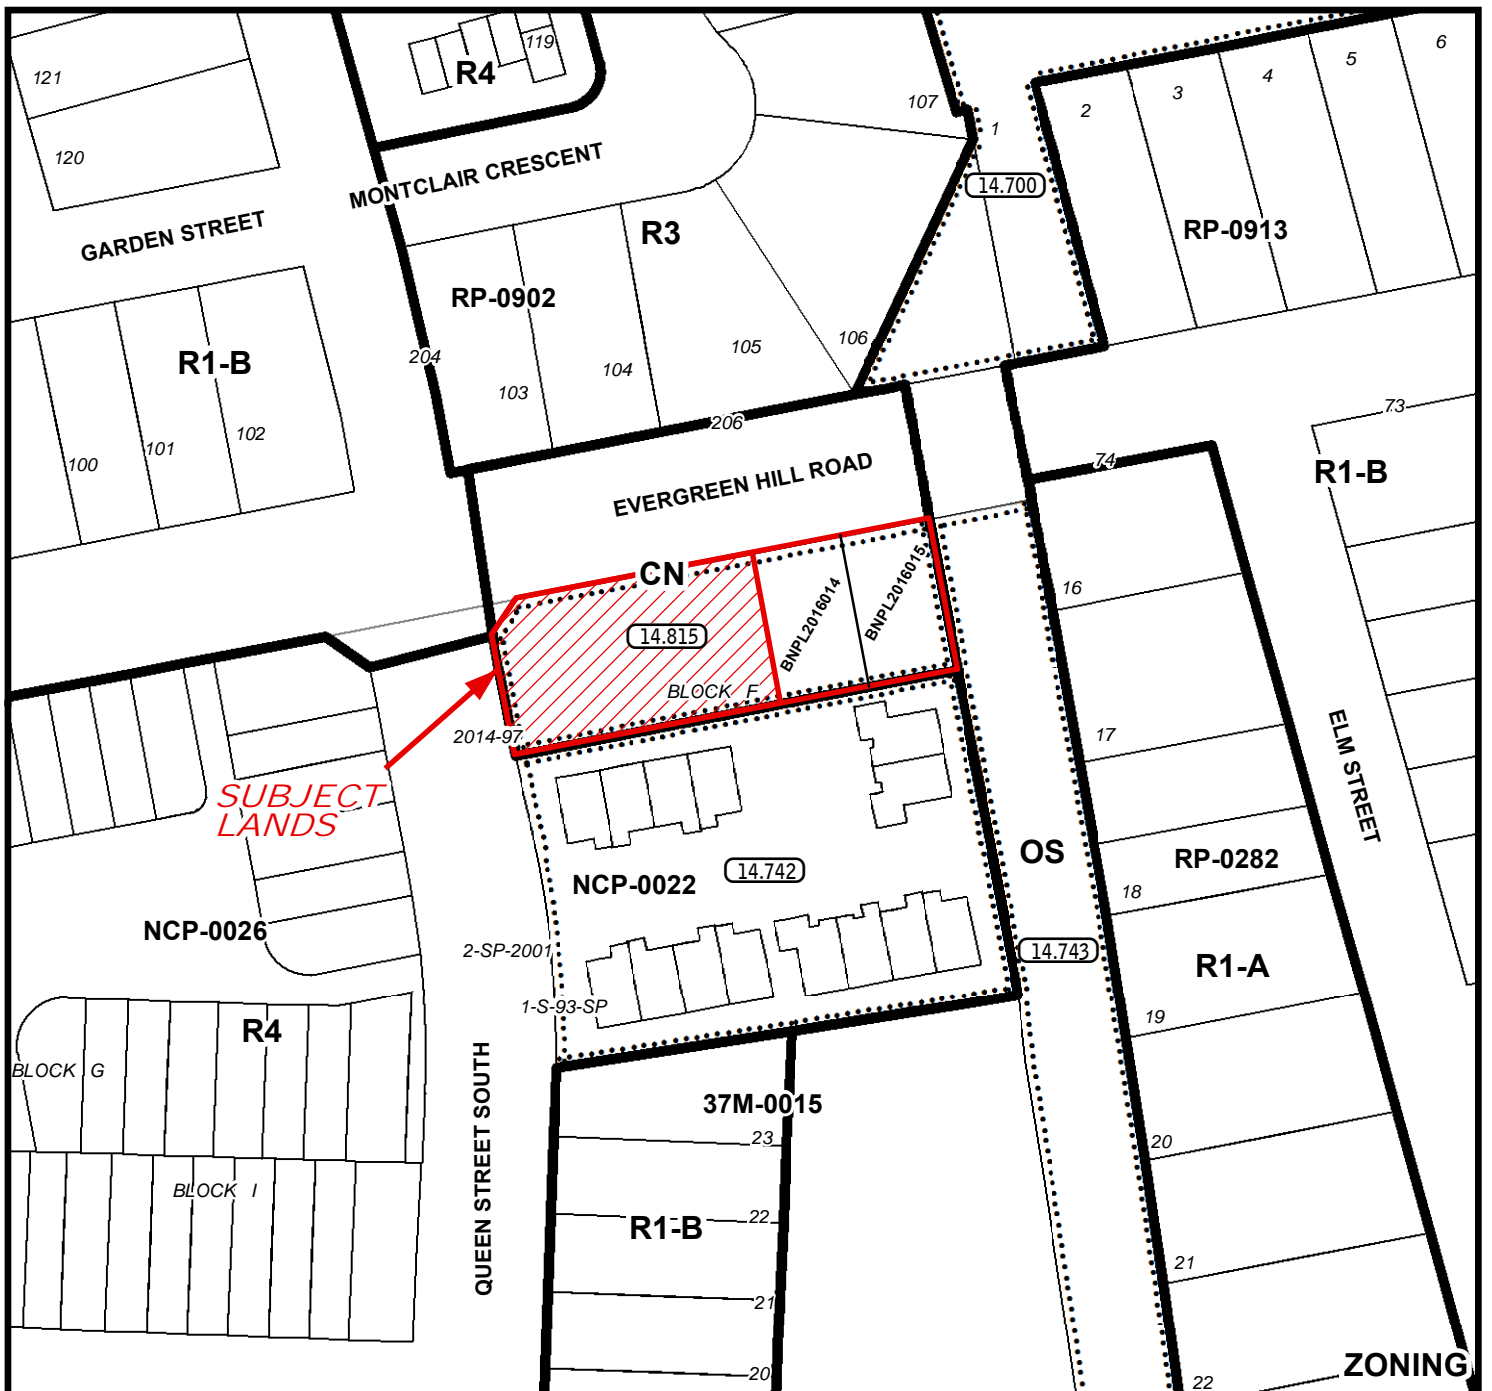 121
119
R4
107
1
2
3
4
5
6
120
MONTCLAIR CRESCENT
14.700
GARDEN STREET
R3
RP-0913
RP-0902
R1-B
204
103
104
105
106
100
101
102
206
73
74
R1-B
EVERGREEN HILL ROAD
CN
BNPL2016014
BNPL2016015
16
14.815
BLOCK F
2014-97
17
ELM STREET
SUBJECT
LANDS
14.742
OS
RP-0282
NCP-0022
18
NCP-0026
2-SP-2001
14.743
R1-A
1-S-93-SP
19
R4
BLOCK G
QUEEN STREET SOUTH
37M-0015
23
20
BLOCK I
22
R1-B
21
21
20
22
ZONING